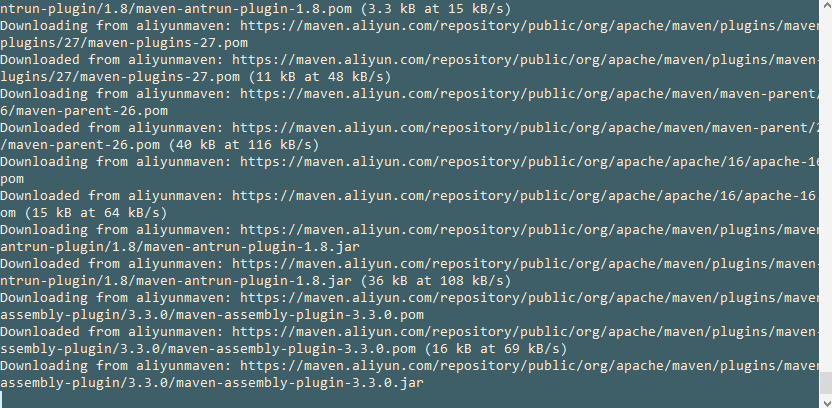 ntrun-plugin/1.8/maven-antrun-plugin-1.8.pom (3.3 kB at 15 kB/s)
Downloading from aliyunmaven: https://maven.aliyun.com/repository/public/org/apache/maven/plugins/maven
plugins/27/maven-plugins-27.pom
Downloaded from aliyunmaven: https://maven.aliyun.com/repository/public/org/apache/maven/plugins/maven-
lugins/27/maven-plugins-27.pom (11 kB at 48 kB/s)
Downloading from aliyunmaven: https://maven.aliyun.com/repository/public/org/apache/maven/maven-parent/
6/maven-parent-26.pom
Downloaded from aliyunmaven: https://maven.aliyun.com/repository/public/org/apache/maven/maven-parent/2
/maven-parent-26.pom (40 kB at 116 kB/s)
Downloading from aliyunmaven: https://maven.aliyun.com/repository/public/org/apache/apache/16/apache-16
pom
Downloaded from aliyunmaven: https://maven.aliyun.com/repository/public/org/apache/apache/16/apache-16.
om (15 kB at 64 kB/s)
Downloading from aliyunmaven: https://maven.aliyun.com/repository/public/org/apache/maven/plugins/maven
antrun-plugin/1.8/maven-antrun-plugin-1.8.jar
Downloaded from aliyunmaven: https://maven.aliyun.com/repository/public/org/apache/maven/plugins/maven-
ntrun-plugin/1.8/maven-antrun-plugin-1.8.jar (36 kB at 108 kB/s)
Downloading from aliyunmaven: https://maven.aliyun.com/repository/public/org/apache/maven/plugins/maven
assembly-plugin/3.3.0/maven-assembly-plugin-3.3.0.pom
Downloaded from aliyunmaven: https://maven.aliyun.com/repository/public/org/apache/maven/plugins/maven-
ssembly-plugin/3.3.0/maven-assembly-plugin-3.3.0.pom (16 kB at 69 kB/s)
Downloading from aliyunmaven: https://maven.aliyun.com/repository/public/org/apache/maven/plugins/maven
assembly-plugin/3.3.0/maven-assembly-plugin-3.3.0.jar